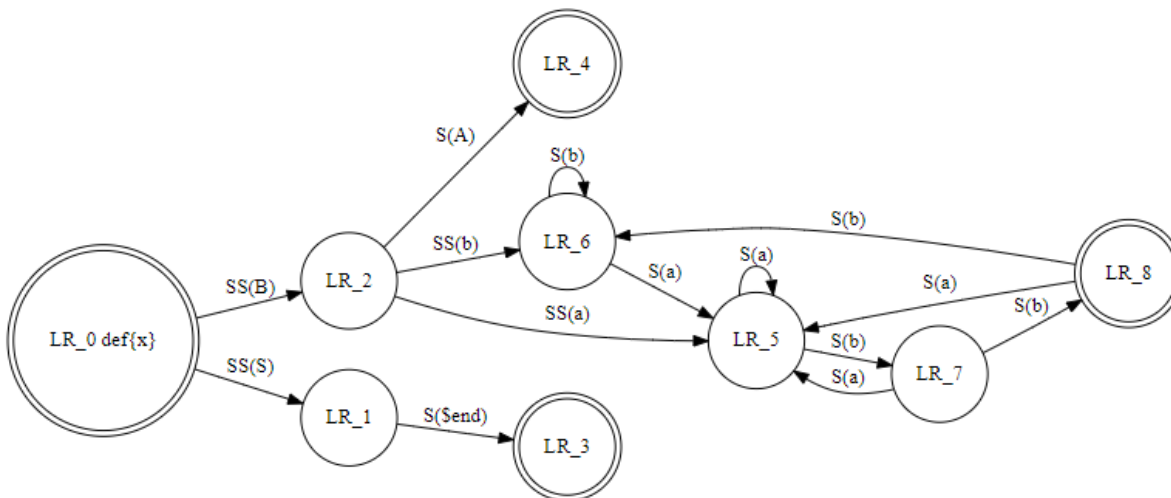 LR_4
S(A)
S(b)
LR_6
S(b)
SS(b)
S(a)
S(a)
S(a)
LR_8
LR_2
SS(B)
SS(a)
S(b)
LR_0 def{x}
LR_5
S(b)
LR_7
S(a)
SS(S)
LR_1
S($end)
LR_3